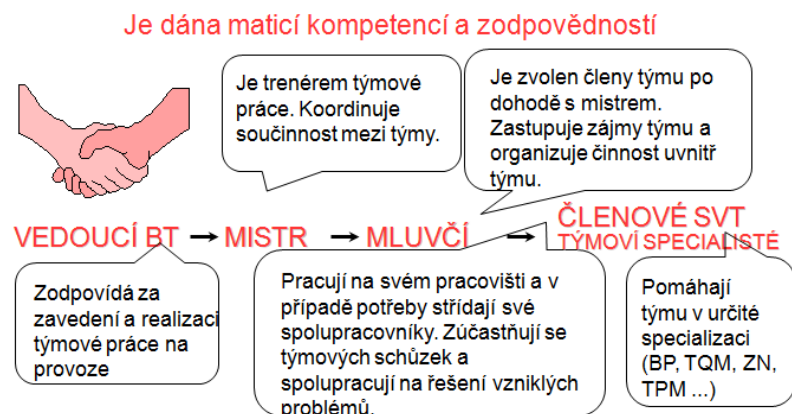 Je dána maticí kompetencí a zodpovědností
Je trenérem týmové
práce. Koordinuje
součinnost mezi týmy.
Je zvolen členy týmu po
dohodě s mistrem.
Zastupuje zájmy týmu a
organizuje činnost uvnitř
týmu.
VEDOUCÍ BT → MISTR → MLUVČÍ → ČLENOVÉ SVT
TÝMOVÍ SPECIALISTÉ
Zodpovídá za
zavedení a realizaci
týmové práce na
provoze
Pracují na svém pracovišti a v
případě potřeby střídají své
spolupracovníky. Zúčastňují se
týmových schůzek a
spolupracují na řešení vzniklých
problémů.
Pomáhají
týmu v určité
specializaci
(BP, TQM, ZN,
TPM ...)